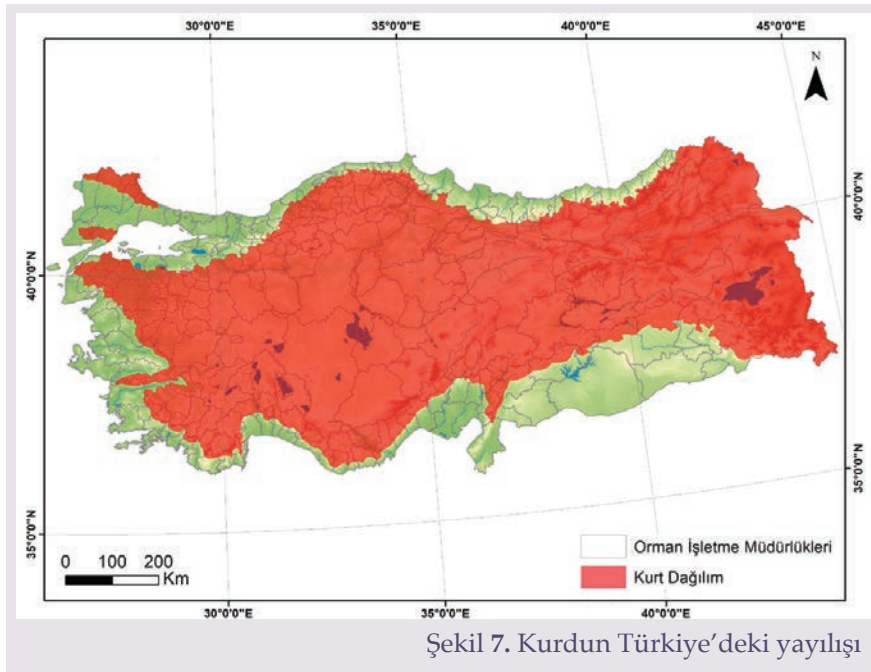 30°0'0"E 35°0'0"E 40°0'0"E 45°0'0"E
N
40°0'0"N
40°0'0"N
35°0'0"N
35°0'0"N
Orman İşletme Müdürlükleri
Kurt Dağılım
0 100 200
Km
30°0'0"E 35°0'0"E 40°0'0"E
Şekil 7. Kurdun Türkiye'deki yayılışı